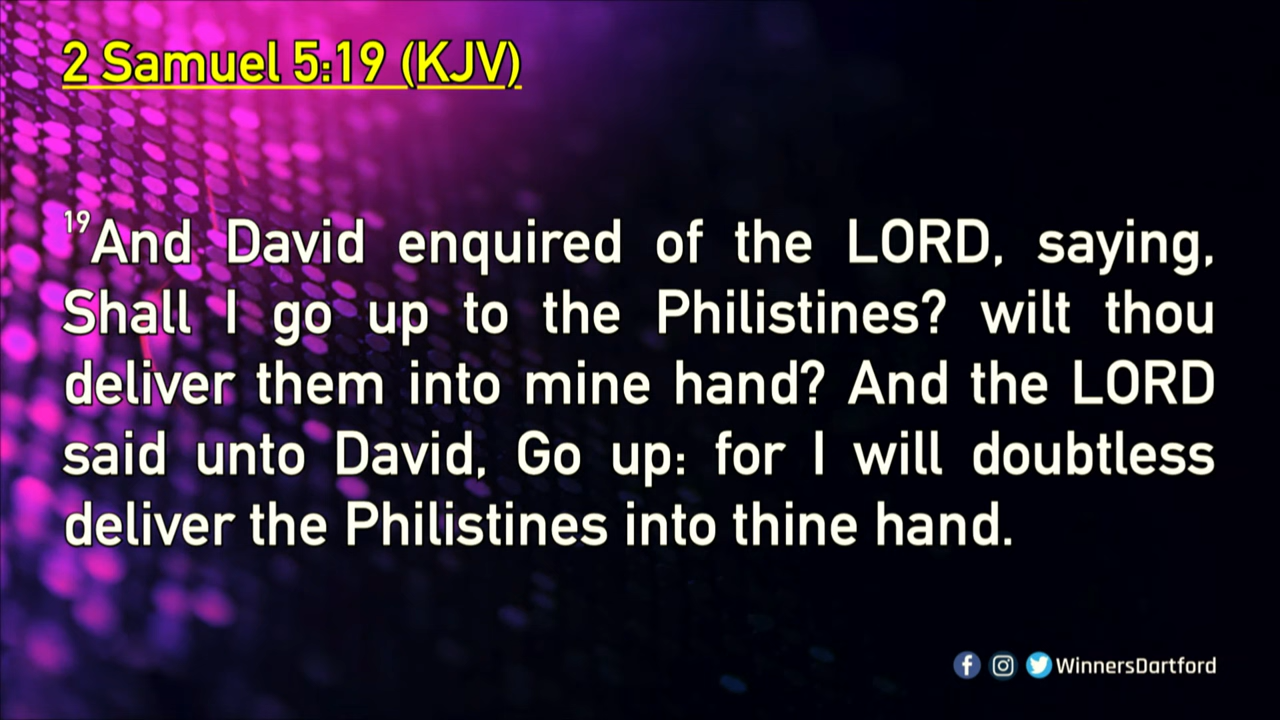 2 Samuel 5:19 (KJV)
19And David enquired of the LORD, saying,
Shall I go up to the Philistines? wilt thou
deliver them into mine hand? And the LORD
said unto David, Go up: for I will doubtless
deliver the Philistines into thine hand.
WinnersDartford